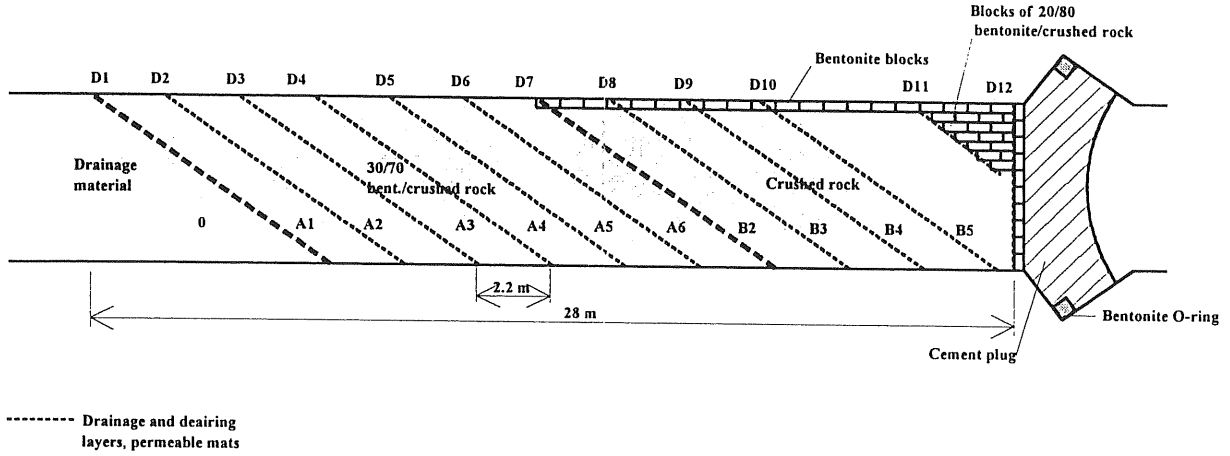 Blocks of 20/80
bentonite/crushed rock
Bentonite blocks
D1 D2 D3 D4 D5 D6 D7 D8 D9 D10 D11 D12
Drainage
material
30/70
bent./crushed rock
Crushed rock
0 A1 A2 A3 A4 A5 A6 B2 B3 B4 B5
2.2 m
28 m
Bentonite O-ring
Cement plug
Drainage and deairing
layers, permeable mats